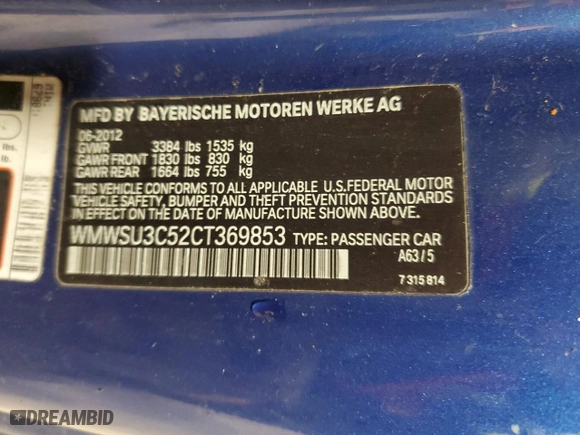 MFD BY BAYERISCHE MOTOREN WERKE AG
06-2012
GVWR 3384 lbs 1535 kg
GAWR FRONT 1830 lbs 830 kg
GAWR REAR 1664 lbs 755 kg
THIS VEHICLE CONFORMS TO ALL APPLICABLE U.S.FEDERAL MOTOR
VEHICLE SAFETY, BUMPER AND THEFT PREVENTION STANDARDS
IN EFFECT ON THE DATE OF MANUFACTURE SHOWN ABOVE.
WMWSU3C52CT369853 TYPE: PASSENGER CAR
A63/5
7 315 814
lbs.
lb.
DREAMBID